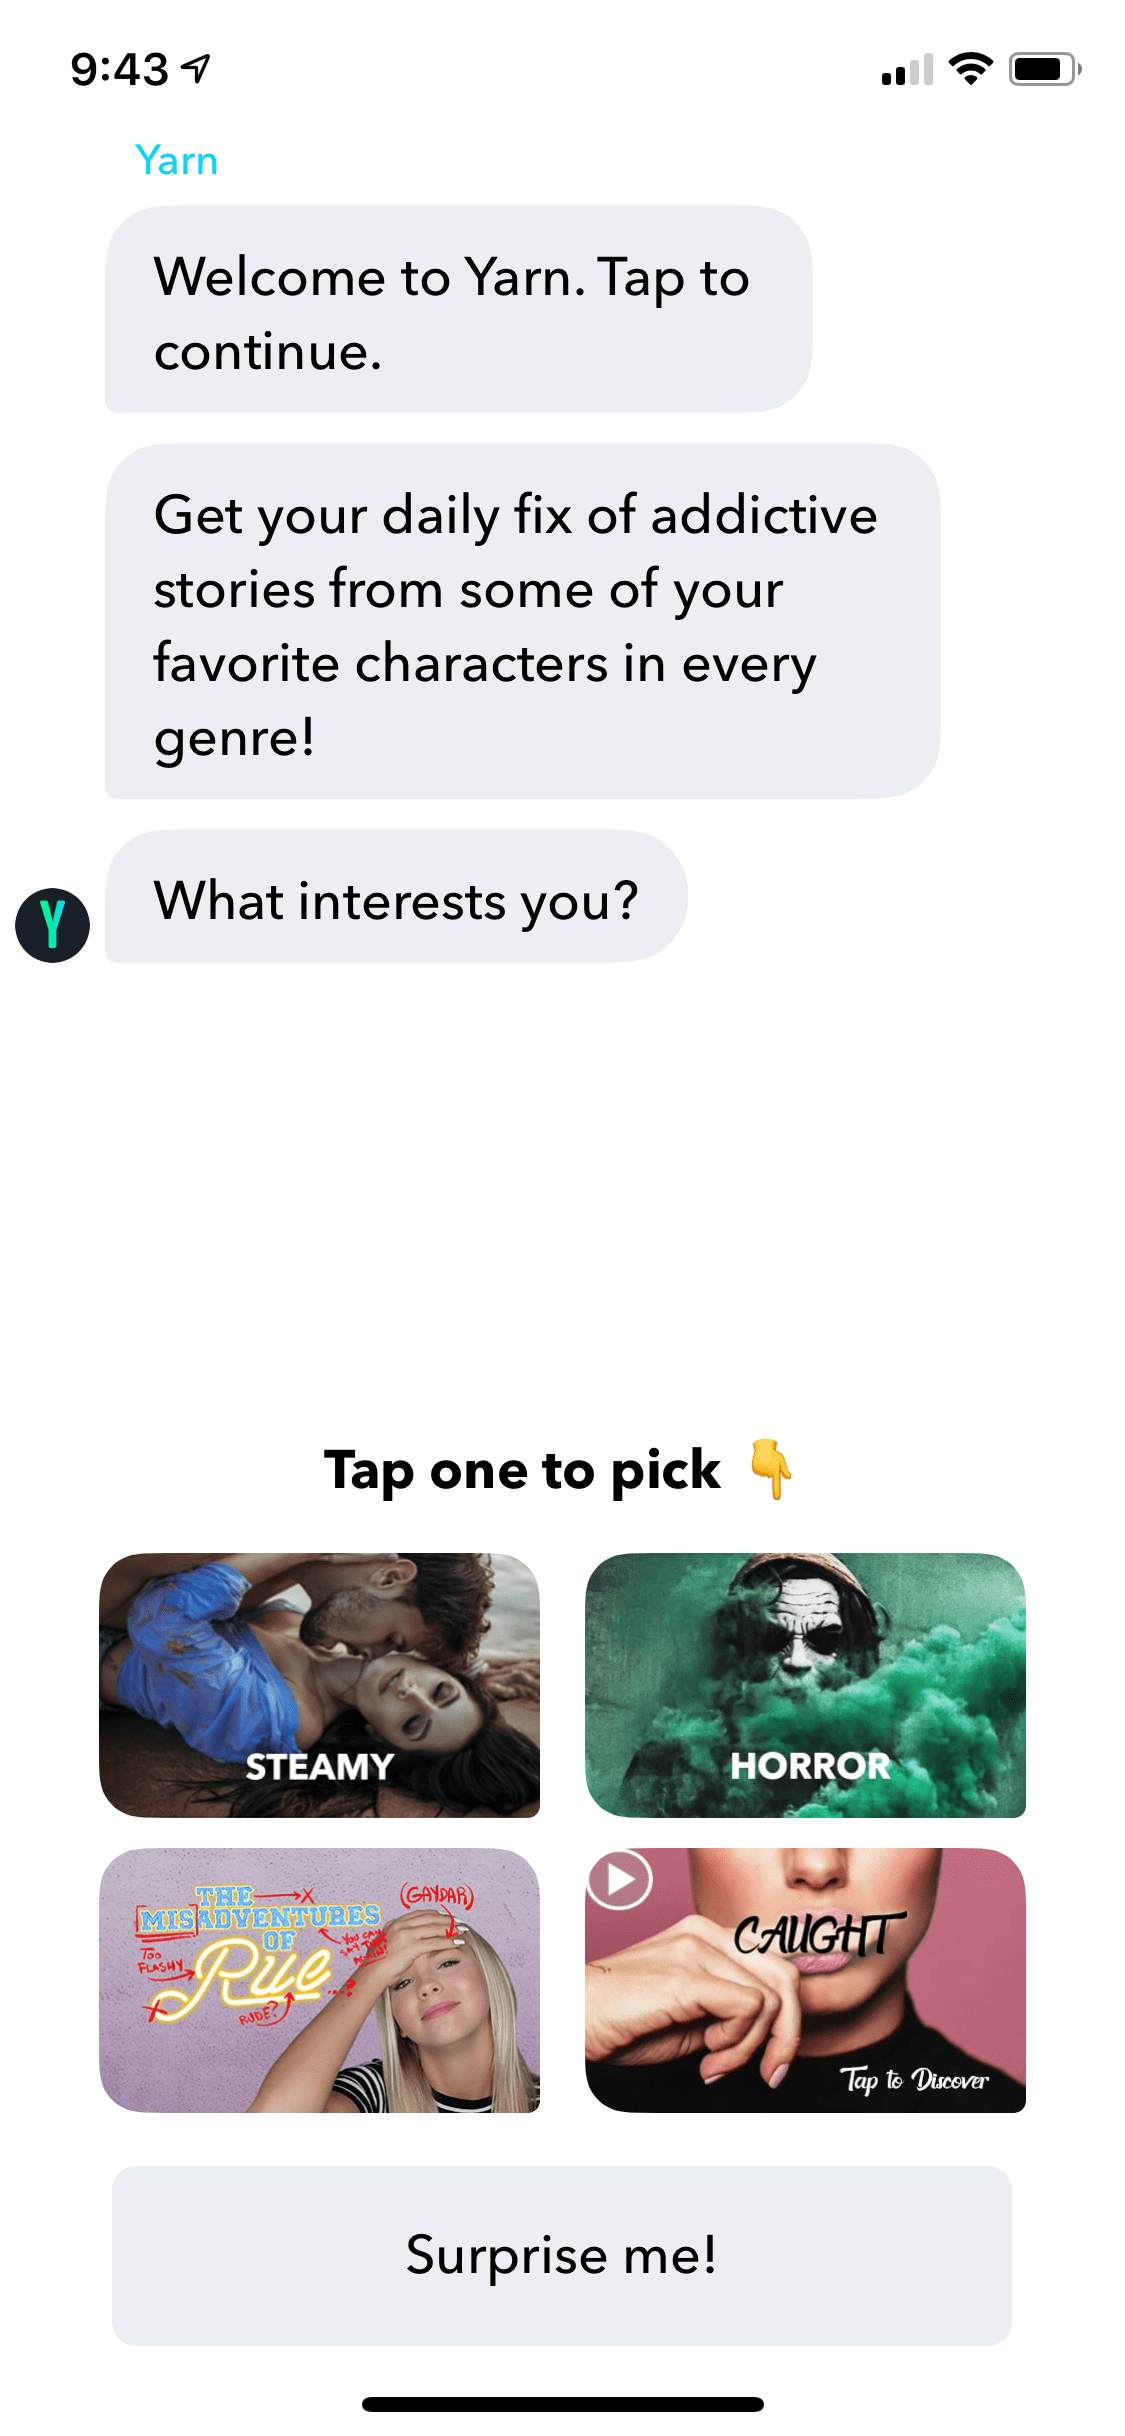 9:43
Yarn
Welcome to Yarn. Tap to
continue.
Get your daily fix of addictive
stories from some of your
favorite characters in every
genre!
What interests you?
Y
Tap one to pick 👇
STEAMY
HORROR
THE X
MISADVENTURES
OF
Rue
(GAYDAR)
TOO
FLASHY
YOU CAN
SAY THAT
AGAIN!
X
RUDE?
...?
CAUGHT
Tap to Discover
Surprise me!